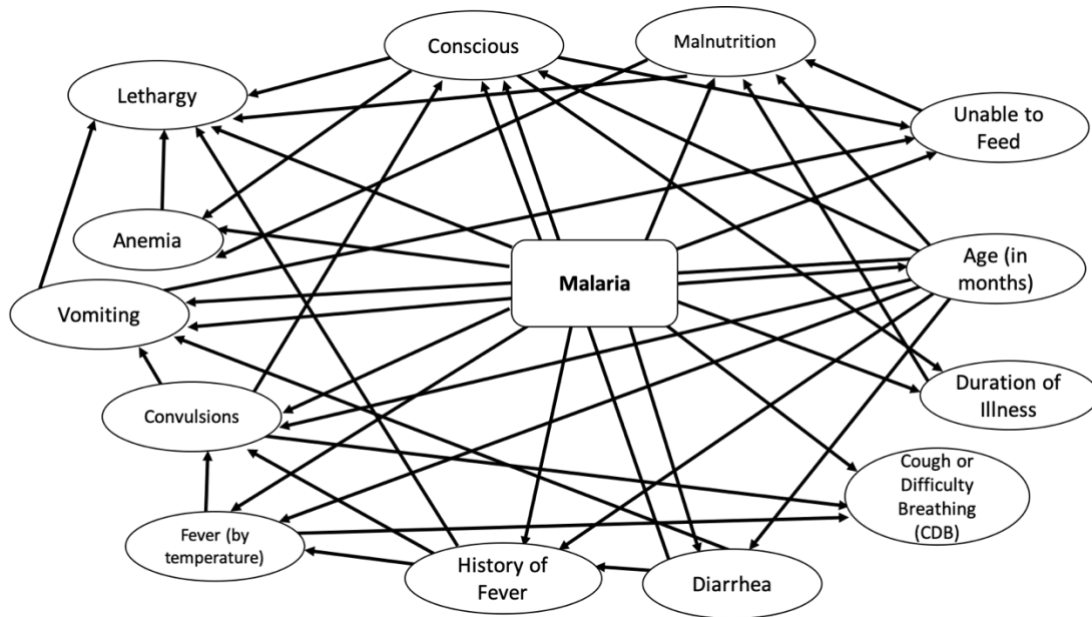 Conscious
Malnutrition
Lethargy
Unable to
Feed
Anemia
Malaria
Age (in
months)
Vomiting
Duration of
Illness
Convulsions
Cough or
Difficulty
Breathing
(CDB)
Fever (by
temperature)
History of
Fever
Diarrhea